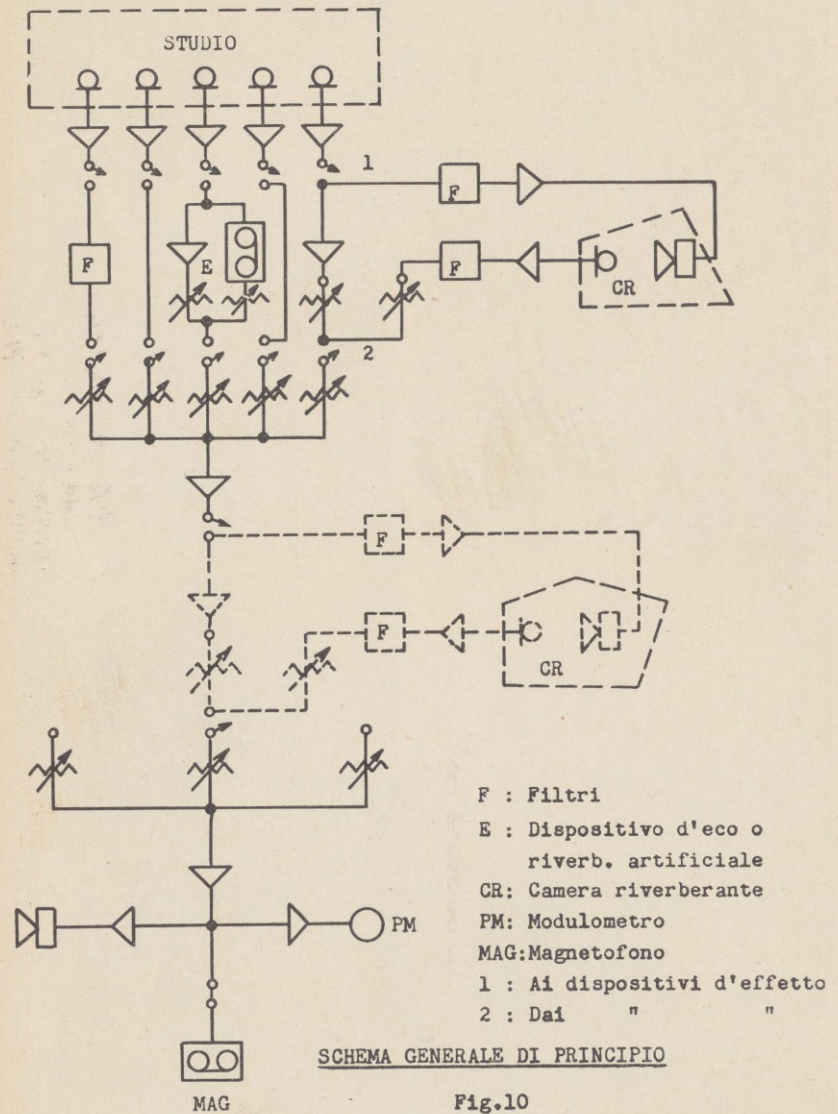 STUDIO
1
F
F
E
F
CR
2
F
F
CR
F : Filtri
E : Dispositivo d'eco o
riverb. artificiale
CR: Camera riverberante
PM
PM: Modulometro
MAG:Magnetofono
1 : Ai dispositivi d'effetto
2 : Dai " "
SCHEMA GENERALE DI PRINCIPIO
MAG
Fig.10